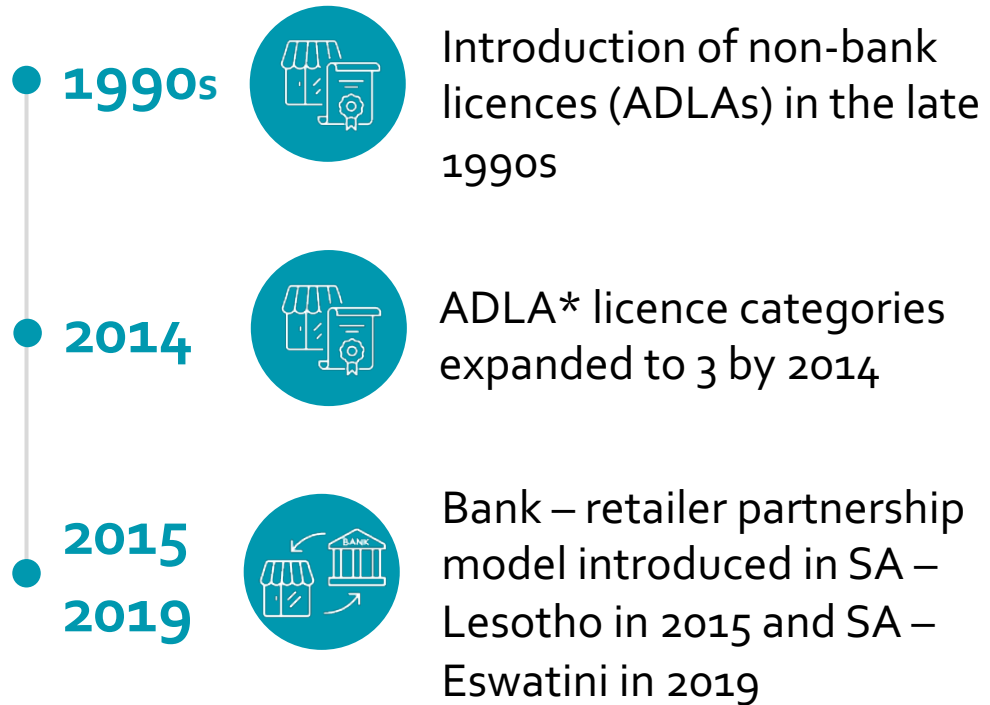 1990s
Introduction of non-bank
licences (ADLAs) in the late
1990s
2014
ADLA* licence categories
expanded to 3 by 2014
2015
2019
BANK
Bank – retailer partnership
model introduced in SA –
Lesotho in 2015 and SA –
Eswatini in 2019